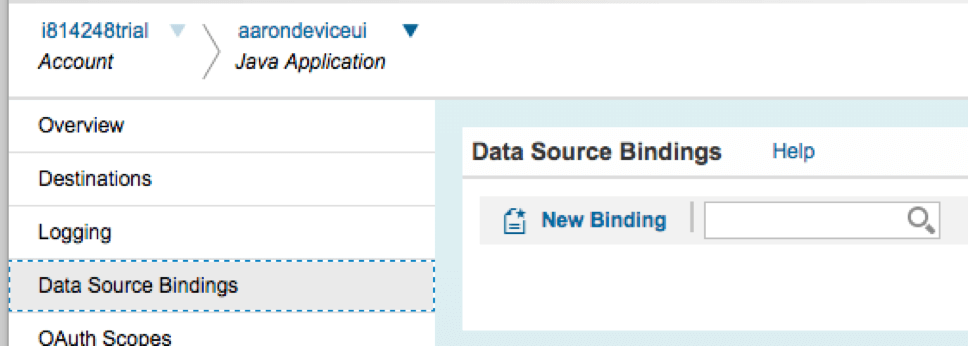 i814248trial
aarondeviceui
Account
Java Application
Overview
Destinations
Logging
Data Source Bindings
OAuth Scopes
Data Source Bindings Help
New Binding